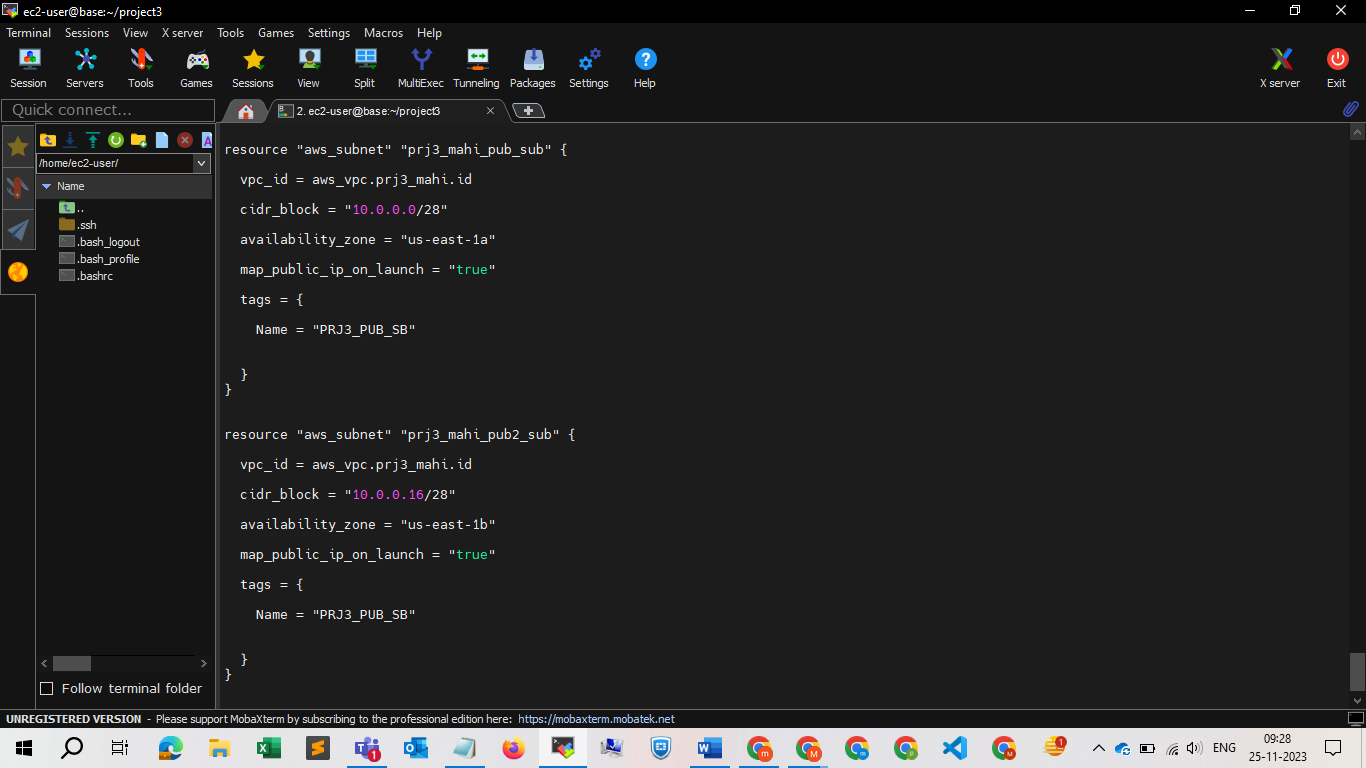 ec2-user@base:~/project3
Terminal Sessions View X server Tools Games Settings Macros Help
Session Servers Tools Games Sessions View Split MultiExec Tunneling Packages Settings Help X server Exit
Quick connect...
2. ec2-user@base:~/project3
/home/ec2-user/
Name
..
.ssh
.bash_logout
.bash_profile
.bashrc
resource "aws_subnet" "prj3_mahi_pub_sub" {
vpc_id = aws_vpc.prj3_mahi.id
cidr_block = "10.0.0.0/28"
availability_zone = "us-east-1a"
map_public_ip_on_launch = "true"
tags = {
Name = "PRJ3_PUB_SB"
}
}
resource "aws_subnet" "prj3_mahi_pub2_sub" {
vpc_id = aws_vpc.prj3_mahi.id
cidr_block = "10.0.0.16/28"
availability_zone = "us-east-1b"
map_public_ip_on_launch = "true"
tags = {
Name = "PRJ3_PUB_SB"
}
}
Follow terminal folder
UNREGISTERED VERSION - Please support MobaXterm by subscribing to the professional edition here: https://mobaxterm.mobatek.net
ENG
09:28
25-11-2023